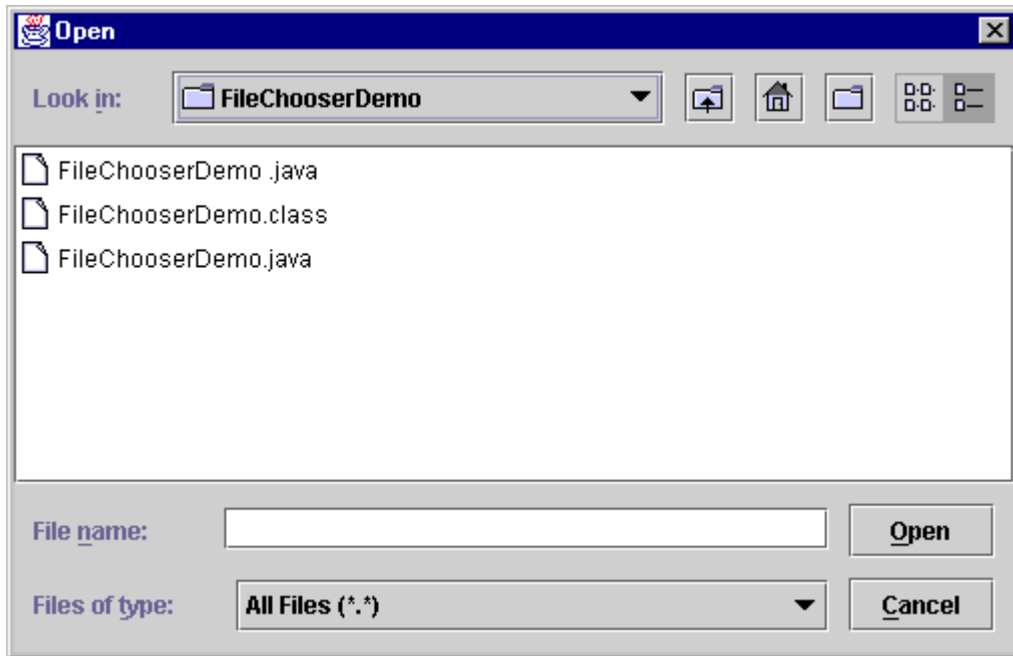 Open
Look in: FileChooserDemo
FileChooserDemo .java
FileChooserDemo.class
FileChooserDemo.java
File name: Open
Files of type: All Files (*.*) Cancel